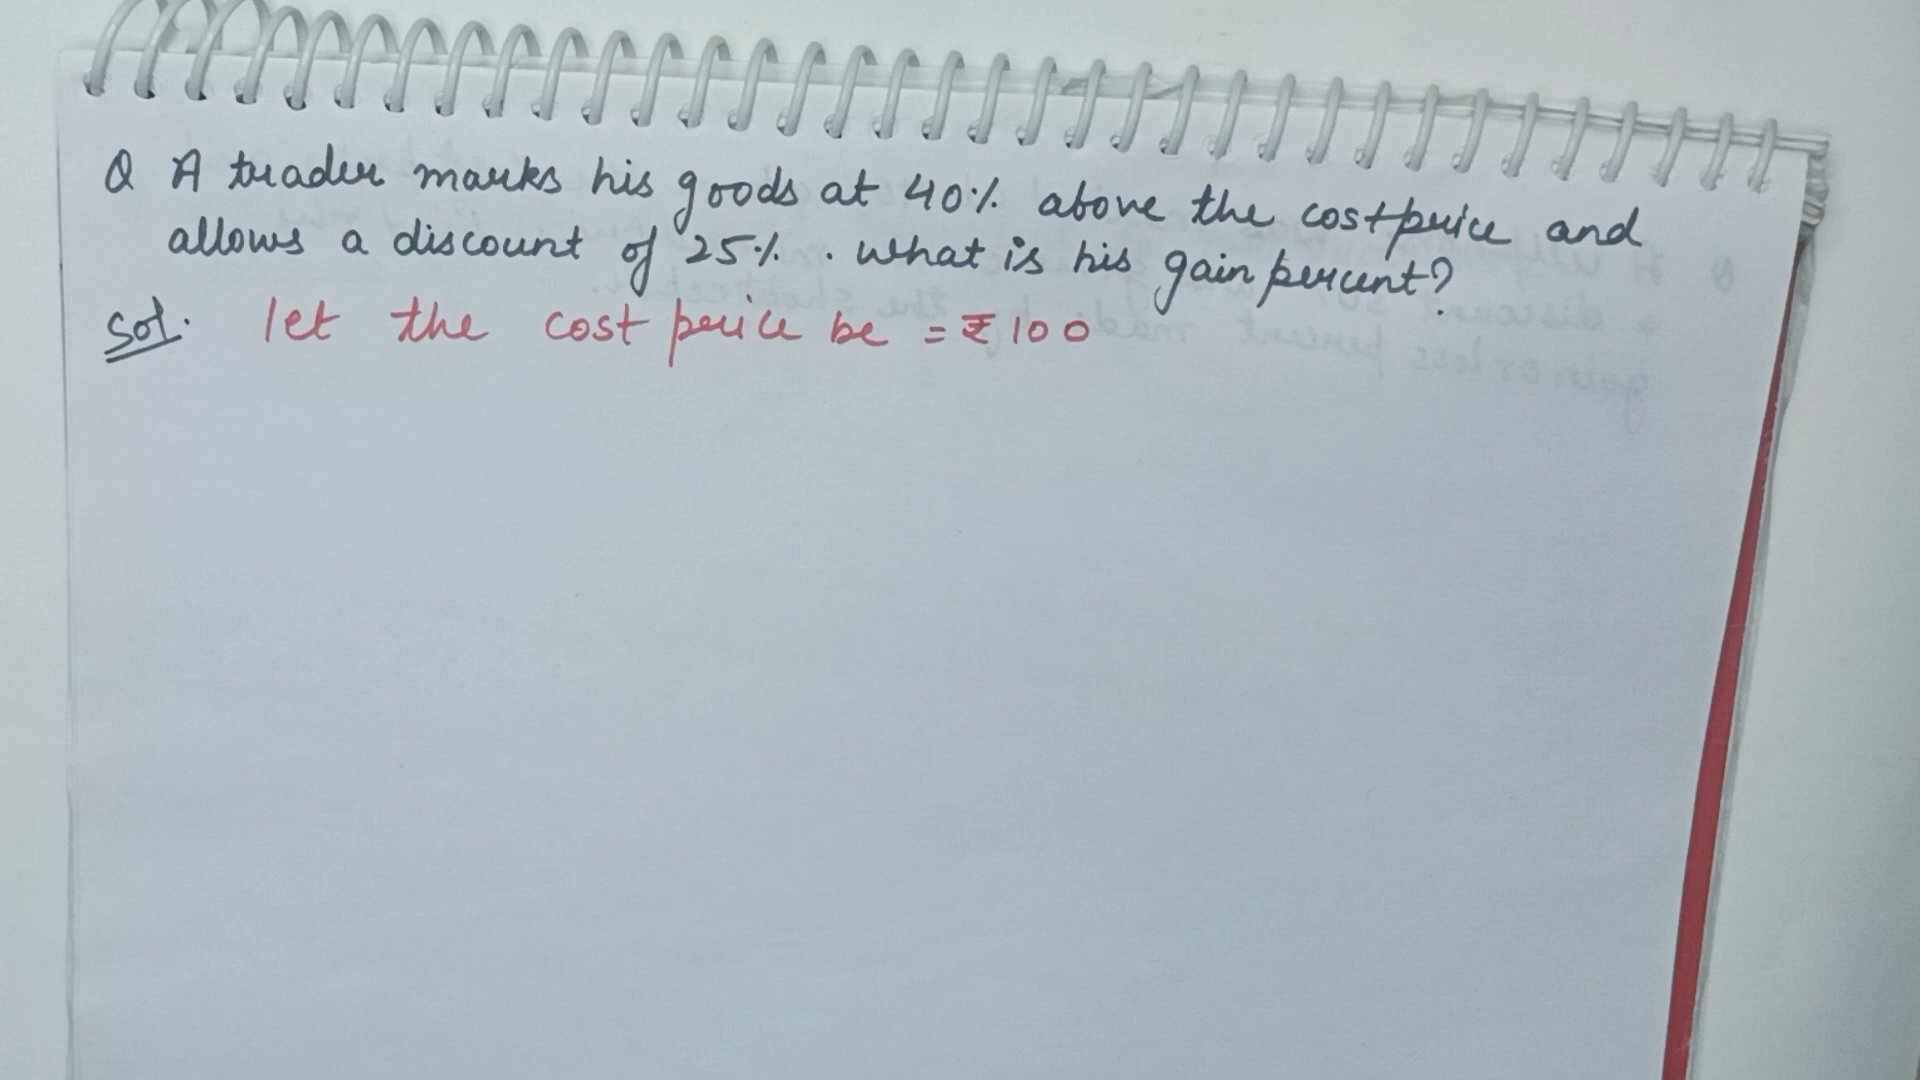 Q A trader marks his goods at 40% above the cost price and
allows a discount of 25%. What is his gain percent?
Sol. let the cost price be = ₹100